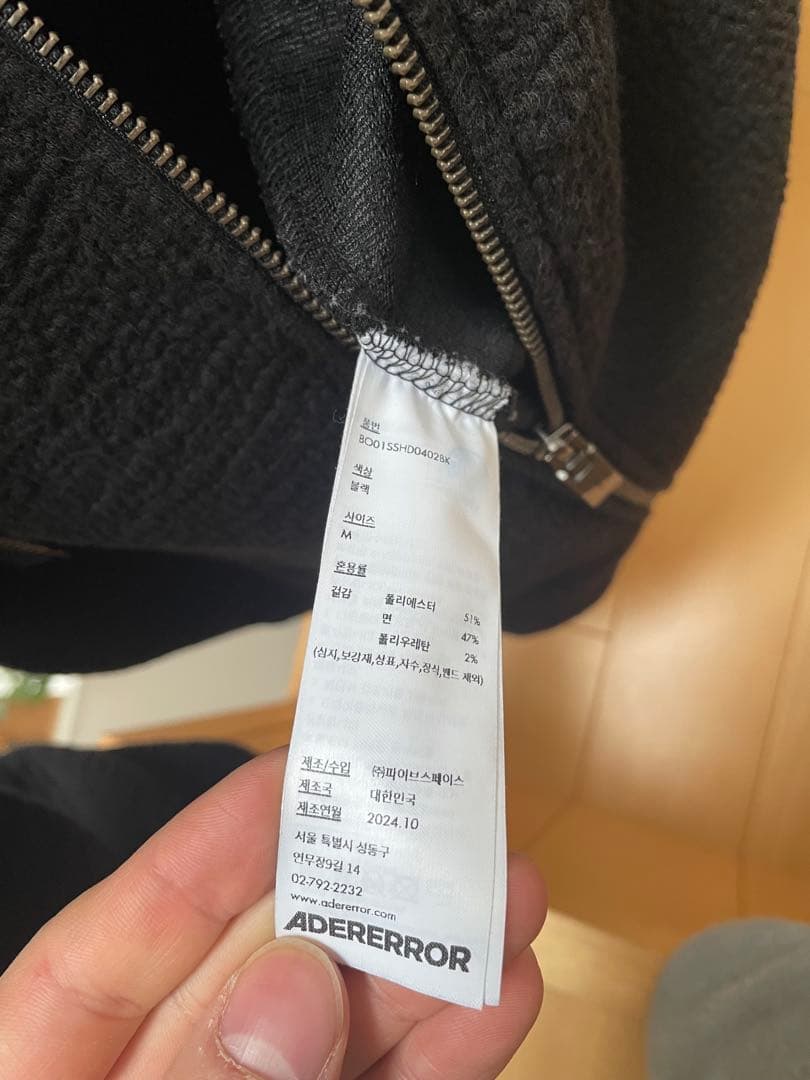 품번
BO01SSHD0402BK
색상
블랙
사이즈
M
혼용률
겉감 폴리에스터 51%
면 47%
폴리우레탄 2%
(심지,보강재,상표,자수,장식,밴드 제외)
제조/수입 ㈜파이브스페이스
제조국 대한민국
제조연월 2024.10
서울 특별시 성동구
연무장9길 14
02-792-2232
www.adererror.com
ADERERROR